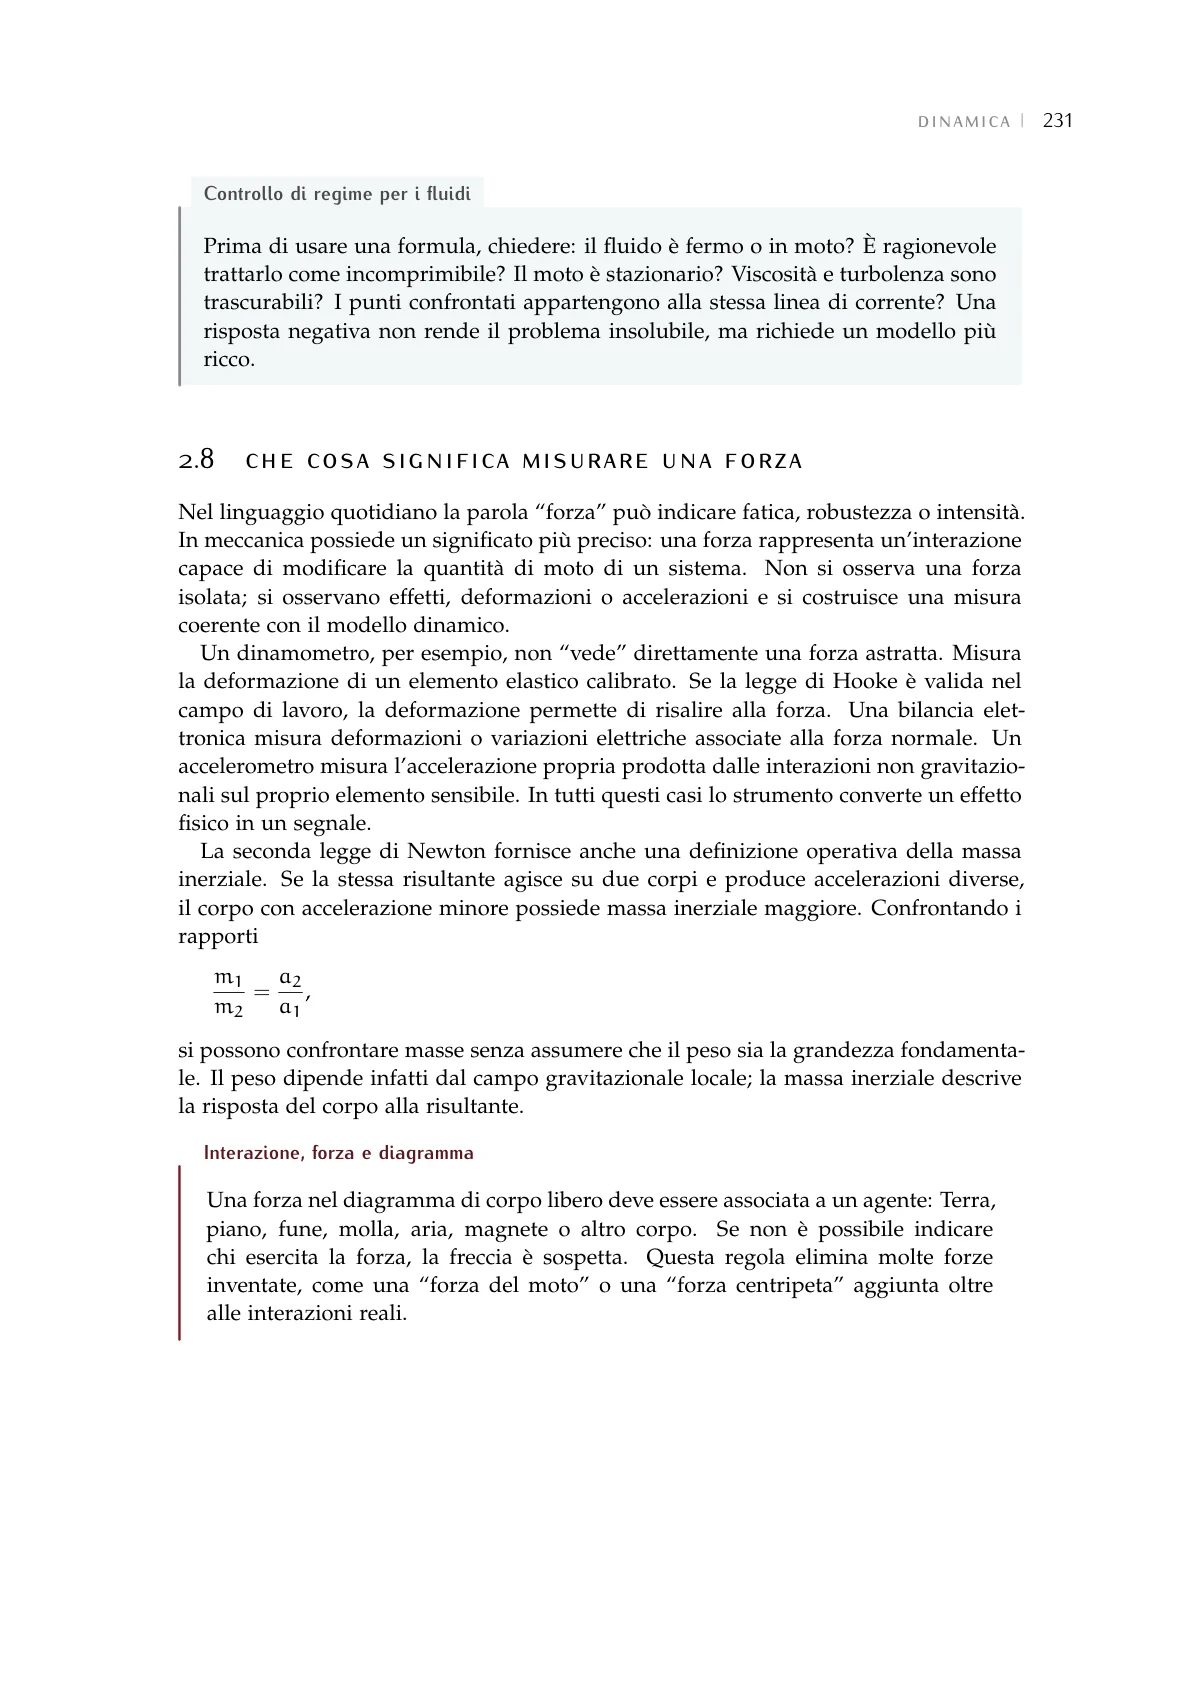 DINAMICA | 231
Controllo di regime per i fluidi
Prima di usare una formula, chiedere: il fluido è fermo o in moto? È ragionevole
trattarlo come incomprimibile? Il moto è stazionario? Viscosità e turbolenza sono
trascurabili? I punti confrontati appartengono alla stessa linea di corrente? Una
risposta negativa non rende il problema insolubile, ma richiede un modello più
ricco.
2.8 CHE COSA SIGNIFICA MISURARE UNA FORZA
Nel linguaggio quotidiano la parola “forza” può indicare fatica, robustezza o intensità.
In meccanica possiede un significato più preciso: una forza rappresenta un’interazione
capace di modificare la quantità di moto di un sistema. Non si osserva una forza
isolata; si osservano effetti, deformazioni o accelerazioni e si costruisce una misura
coerente con il modello dinamico.
Un dinamometro, per esempio, non “vede” direttamente una forza astratta. Misura
la deformazione di un elemento elastico calibrato. Se la legge di Hooke è valida nel
campo di lavoro, la deformazione permette di risalire alla forza. Una bilancia elet-
tronica misura deformazioni o variazioni elettriche associate alla forza normale. Un
accelerometro misura l’accelerazione propria prodotta dalle interazioni non gravitazio-
nali sul proprio elemento sensibile. In tutti questi casi lo strumento converte un effetto
fisico in un segnale.
La seconda legge di Newton fornisce anche una definizione operativa della massa
inerziale. Se la stessa risultante agisce su due corpi e produce accelerazioni diverse,
il corpo con accelerazione minore possiede massa inerziale maggiore. Confrontando i
rapporti
m1/m2 = a2/a1,
si possono confrontare masse senza assumere che il peso sia la grandezza fondamenta-
le. Il peso dipende infatti dal campo gravitazionale locale; la massa inerziale descrive
la risposta del corpo alla risultante.
Interazione, forza e diagramma
Una forza nel diagramma di corpo libero deve essere associata a un agente: Terra,
piano, fune, molla, aria, magnete o altro corpo. Se non è possibile indicare
chi esercita la forza, la freccia è sospetta. Questa regola elimina molte forze
inventate, come una “forza del moto” o una “forza centripeta” aggiunta oltre
alle interazioni reali.